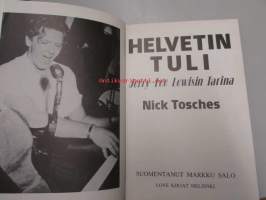 HELVETIN
TULI
Jerry Lee Lewisin Tarina
Nick Tosches
SUOMENTANUT MARKKU SALO
LOVE KIRJAT HELSINKI